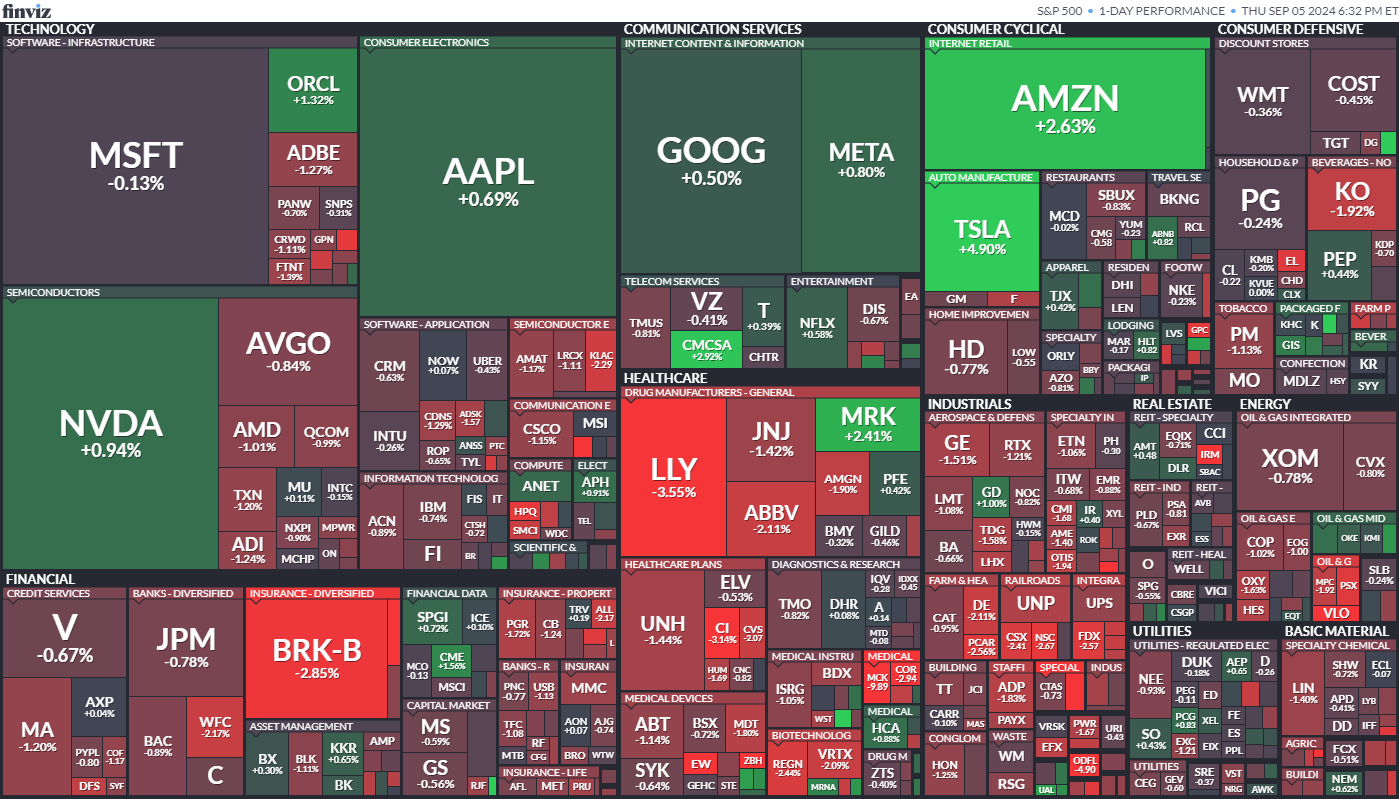 finviz
S&P 500 • 1-DAY PERFORMANCE • THU SEP 05 2024 6:32 PM ET
TECHNOLOGY
SOFTWARE - INFRASTRUCTURE
MSFT
-0.13%
ORCL
+1.32%
ADBE
-1.27%
PANW
-0.70%
SNPS
-0.31%
CRWD
-1.11%
GPN
FTNT
-1.39%
CONSUMER ELECTRONICS
AAPL
+0.69%
SEMICONDUCTORS
NVDA
+0.94%
AVGO
-0.84%
AMD
-1.01%
QCOM
-0.99%
TXN
-1.20%
MU
+0.11%
INTC
-0.15%
NXPI
-0.90%
MPWR
ADI
-1.24%
MCHP
ON
SOFTWARE - APPLICATION
CRM
-0.63%
NOW
+0.07%
UBER
-0.43%
INTU
-0.26%
CDNS
-1.29%
ADSK
-1.57
ROP
-0.65%
ANSS
PTC
TYL
INFORMATION TECHNOLOG
ACN
-0.89%
IBM
-0.74%
FIS
IT
CTSH
-0.72
FI
BR
SEMICONDUCTOR E
AMAT
-1.17%
LRCX
-1.11
KLAC
-2.29
COMMUNICATION E
CSCO
-1.15%
MSI
COMPUTE
ANET
HPQ
SMCI
WDC
ELECT
APH
+0.91%
TEL
SCIENTIFIC &
COMMUNICATION SERVICES
INTERNET CONTENT & INFORMATION
GOOG
+0.50%
META
+0.80%
TELECOM SERVICES
TMUS
-0.81%
VZ
-0.41%
T
+0.39%
CMCSA
+2.92%
CHTR
ENTERTAINMENT
NFLX
+0.58%
DIS
-0.67%
EA
CONSUMER CYCLICAL
INTERNET RETAIL
AMZN
+2.63%
AUTO MANUFACTURE
TSLA
+4.90%
GM
F
RESTAURANTS
MCD
-0.02%
SBUX
-0.83%
CMG
-0.58
YUM
-0.23
TRAVEL SE
BKNG
ABNB
+0.82
RCL
HOME IMPROVEMEN
HD
-0.77%
LOW
-0.55
APPAREL
TJX
+0.42%
RESIDEN
DHI
LEN
FOOTW
NKE
-0.23%
SPECIALTY
ORLY
AZO
-0.81%
BBY
LODGING
MAR
-0.17
HLT
+0.82
LVS
GPC
PACKAGI
IP
CONSUMER DEFENSIVE
DISCOUNT STORES
WMT
-0.36%
COST
-0.45%
TGT
DG
HOUSEHOLD & P
PG
-0.24%
CL
-0.22
KMB
-0.20%
EL
KVUE
0.00%
CHD
CLX
BEVERAGES - NO
KO
-1.92%
PEP
+0.44%
KDP
-0.70
TOBACCO
PM
-1.13%
MO
PACKAGED F
KHC
K
GIS
FARM P
BEVER
CONFECTION
MDLZ
HSY
KR
SYY
HEALTHCARE
DRUG MANUFACTURERS - GENERAL
LLY
-3.55%
JNJ
-1.42%
ABBV
-2.11%
MRK
+2.41%
AMGN
-1.90%
PFE
+0.42%
BMY
-0.32%
GILD
-0.46%
HEALTHCARE PLANS
UNH
-1.44%
ELV
-0.53%
CI
-3.14%
CVS
-2.07
HUM
-1.69
CNC
-0.82
DIAGNOSTICS & RESEARCH
TMO
-0.82%
DHR
+0.08%
IQV
-0.28
IDXX
-0.45
A
+0.14
MTD
-0.08
MEDICAL DEVICES
ABT
-1.14%
BSX
-0.72%
MDT
-1.80%
SYK
-0.64%
EW
ZBH
GEHC
STE
MEDICAL INSTRU
ISRG
-1.05%
BDX
WST
MEDICAL
MCK
-9.89
COR
-2.94
MEDICAL
HCA
+0.88%
BIOTECHNOLOGY
REGN
-2.44%
VRTX
-2.09%
MRNA
DRUG M
ZTS
-0.40%
FINANCIAL
CREDIT SERVICES
V
-0.67%
MA
-1.20%
AXP
+0.04%
PYPL
-0.80
COF
-1.17
DFS
SYF
BANKS - DIVERSIFIED
JPM
-0.78%
BAC
-0.89%
WFC
-2.17%
C
INSURANCE - DIVERSIFIED
BRK-B
-2.85%
ASSET MANAGEMENT
BX
+0.30%
BLK
-1.11%
KKR
+0.65%
AMP
BK
FINANCIAL DATA
SPGI
+0.72%
ICE
+0.10%
MCO
-0.13
CME
+1.56%
MSCI
CAPITAL MARKET
MS
-0.59%
GS
-0.56%
RJF
INSURANCE - PROPERT
PGR
-1.72%
CB
-1.24
TRV
+0.19
ALL
-2.17
L
BANKS - R
PNC
-0.77
USB
-1.13
TFC
-1.08
RF
MTB
CFG
INSURAN
MMC
AON
+0.07
AJG
-0.74
BRO
WTW
INSURANCE - LIFE
AFL
MET
PRU
INDUSTRIALS
AEROSPACE & DEFENS
GE
-1.51%
RTX
-1.21%
LMT
-1.08%
GD
+1.00%
NOC
-0.82%
BA
-0.66%
TDG
-1.58%
HWM
-0.15%
LHX
SPECIALTY IN
ETN
-1.06%
PH
-0.30
ITW
-0.68%
EMR
-0.88%
CMI
-1.68
IR
+0.40
XYL
AME
-1.40
ROK
OTIS
-1.94
FARM & HEA
CAT
-0.95%
DE
-2.11%
PCAR
-2.56%
RAILROADS
UNP
CSX
-2.41
NSC
-2.67
INTEGRA
UPS
FDX
-2.57
BUILDING
TT
JCI
CARR
-0.10%
MAS
STAFFI
ADP
-1.83%
PAYX
SPECIAL
CTAS
-0.73
INDUS
VRSK
PWR
-1.67
URI
-0.43
EFX
CONGLOM
HON
-1.25%
WASTE
WM
RSG
ODFL
-4.90
UAL
REAL ESTATE
REIT - SPECIALTY
AMT
+0.48
EQIX
-0.71%
CCI
DLR
IRM
SBAC
REIT - IND
PLD
-0.67%
PSA
-0.81
EXR
REIT -
AVB
ESS
O
SPG
-0.55%
REIT - HEAL
WELL
CBRE
VICI
CSGP
ENERGY
OIL & GAS INTEGRATED
XOM
-0.78%
CVX
-0.80%
OIL & GAS E
COP
-1.02%
EOG
-1.00
OXY
-1.63%
HES
EQT
OIL & GAS MID
OKE
KMI
OIL & G
MPC
-1.92
PSX
VLO
SLB
-0.24%
UTILITIES
UTILITIES - REGULATED ELEC
NEE
-0.93%
DUK
-0.18%
AEP
+0.65
D
-0.26
PEG
-0.11
ED
SO
+0.43%
PCG
+0.83
XEL
FE
EXC
-1.21
EIX
ES
PPL
UTILITIES
CEG
GEV
-0.60
SRE
-0.37
VST
NRG
AWK
BASIC MATERIAL
SPECIALTY CHEMICAL
LIN
-1.40%
SHW
-0.72%
ECL
-0.07
APD
-0.41%
LYB
DD
IFF
AGRIC
FCX
-0.51%
BUILDI
NEM
+0.62%